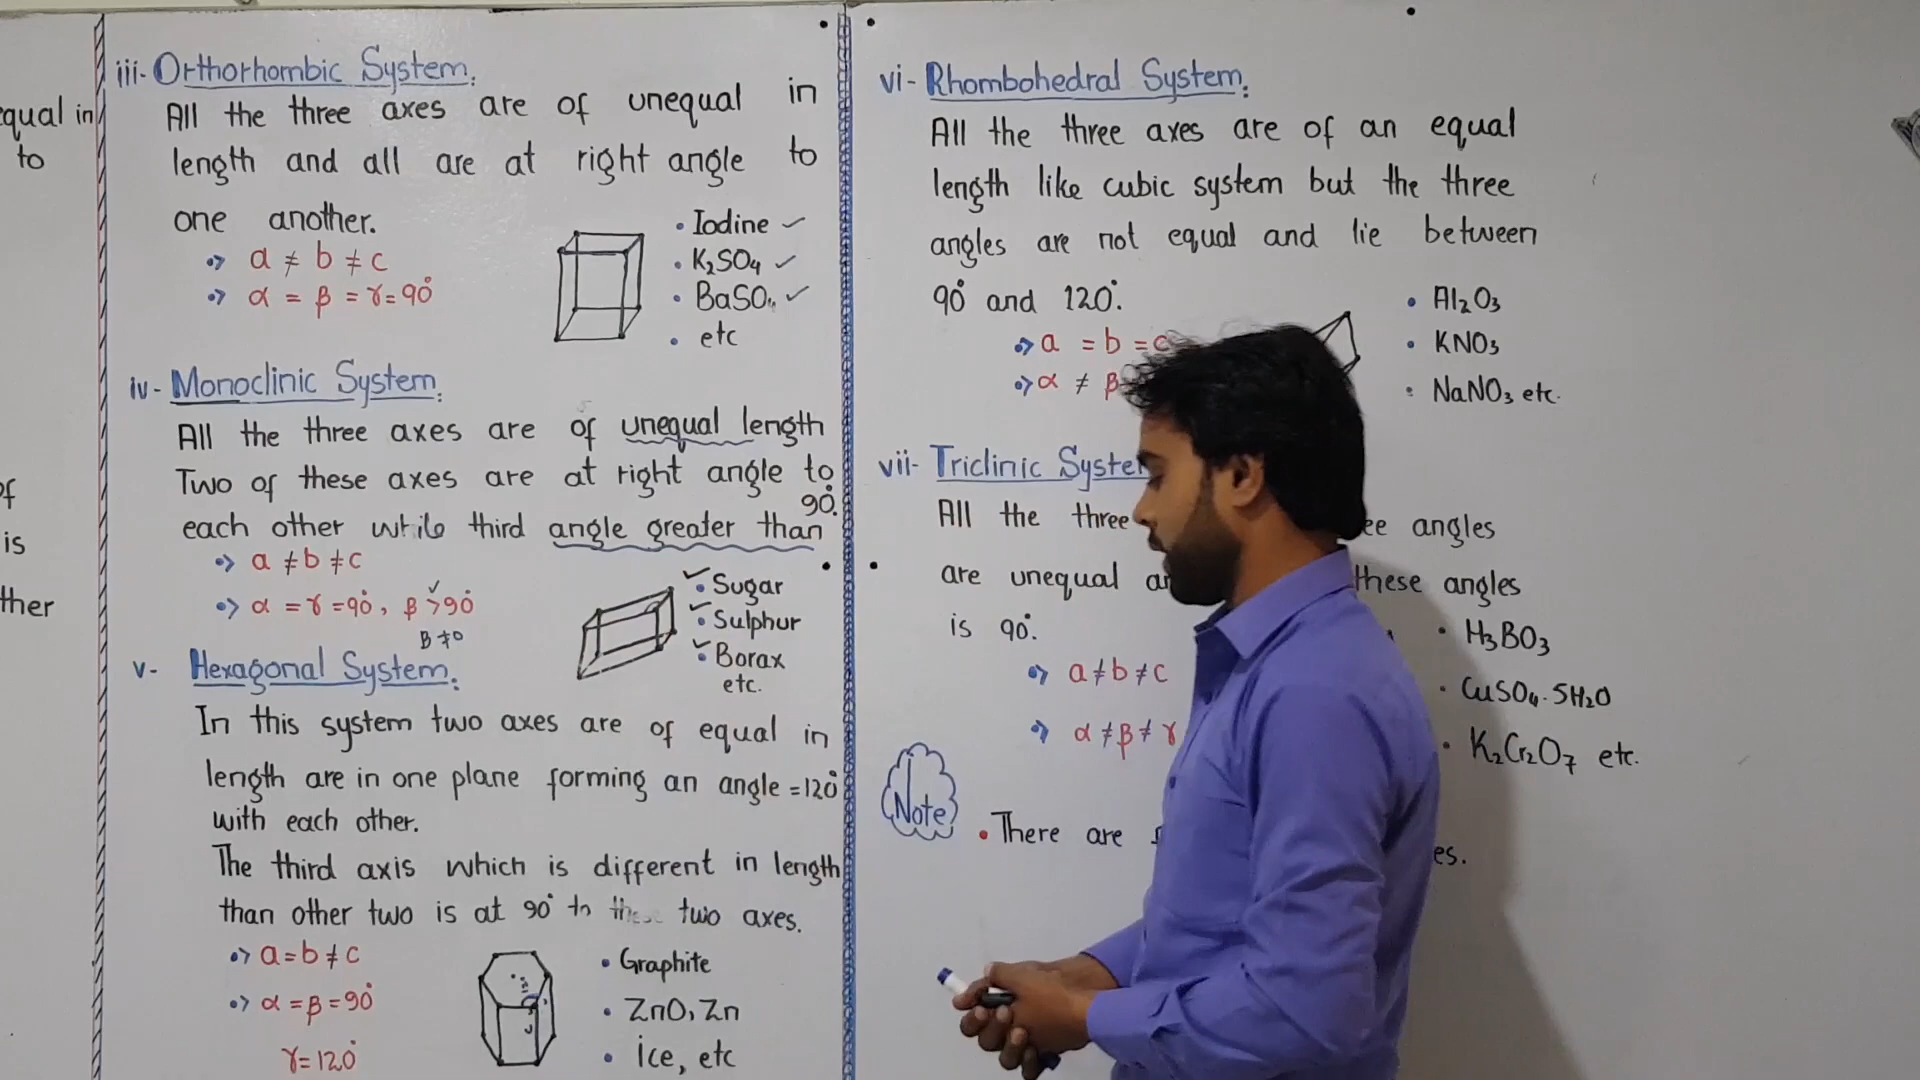 equal in
to
of
is
ther
iii- Orthorhombic System.
All the three axes are of unequal in
length and all are at right angle to
one another.
a ≠ b ≠ c
α = β = γ = 90°
• Iodine ✓
• K₂SO₄ ✓
• BaSO₄ ✓
• etc
iv- Monoclinic System.
All the three axes are of unequal length
Two of these axes are at right angle to
each other while third angle greater than 90°.
a ≠ b ≠ c
α = γ = 90°, β > 90°
β ≠ 0
• Sugar
• Sulphur
• Borax
etc.
v- Hexagonal System.
In this system two axes are of equal in
length are in one plane forming an angle = 120°
with each other.
The third axis which is different in length
than other two is at 90° to these two axes.
a = b ≠ c
α = β = 90°
γ = 120°
• Graphite
• ZnO, Zn
• ice, etc
vi- Rhombohedral System.
All the three axes are of an equal
length like cubic system but the three
angles are not equal and lie between
90° and 120°.
a = b = c
α ≠ β
• Al₂O₃
• KNO₃
• NaNO₃ etc.
vii- Triclinic System
All the three angles
are unequal these angles
is 90°.
a ≠ b ≠ c
α ≠ β ≠ γ
• H₃BO₃
• CuSO₄.5H₂O
• K₂Cr₂O₇ etc.
Note
• There are
es.